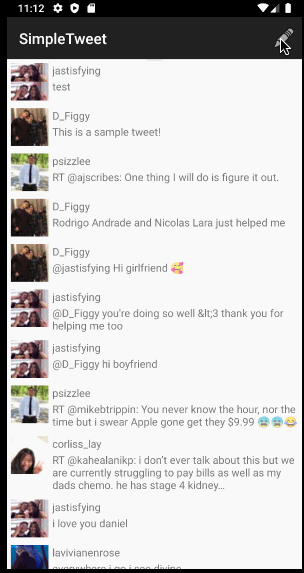 11:12
SimpleTweet
jastisfying
test
D_Figgy
This is a sample tweet!
psizzlee
RT @ajscribes: One thing I will do is figure it out.
D_Figgy
Rodrigo Andrade and Nicolas Lara just helped me
D_Figgy
@jastisfying Hi girlfriend 🥰
jastisfying
@D_Figgy you're doing so well &lt;3 thank you for
helping me too
jastisfying
@D_Figgy hi boyfriend
psizzlee
RT @mikebtrippin: You never know the hour, nor the
time but i swear Apple gone get they $9.99 😰😰😂
corliss_lay
RT @kahealanikp: i don't ever talk about this but we
are currently struggling to pay bills as well as my
dads chemo. he has stage 4 kidney...
jastisfying
i love you daniel
lavivianenrose
everywhere i go i see divine